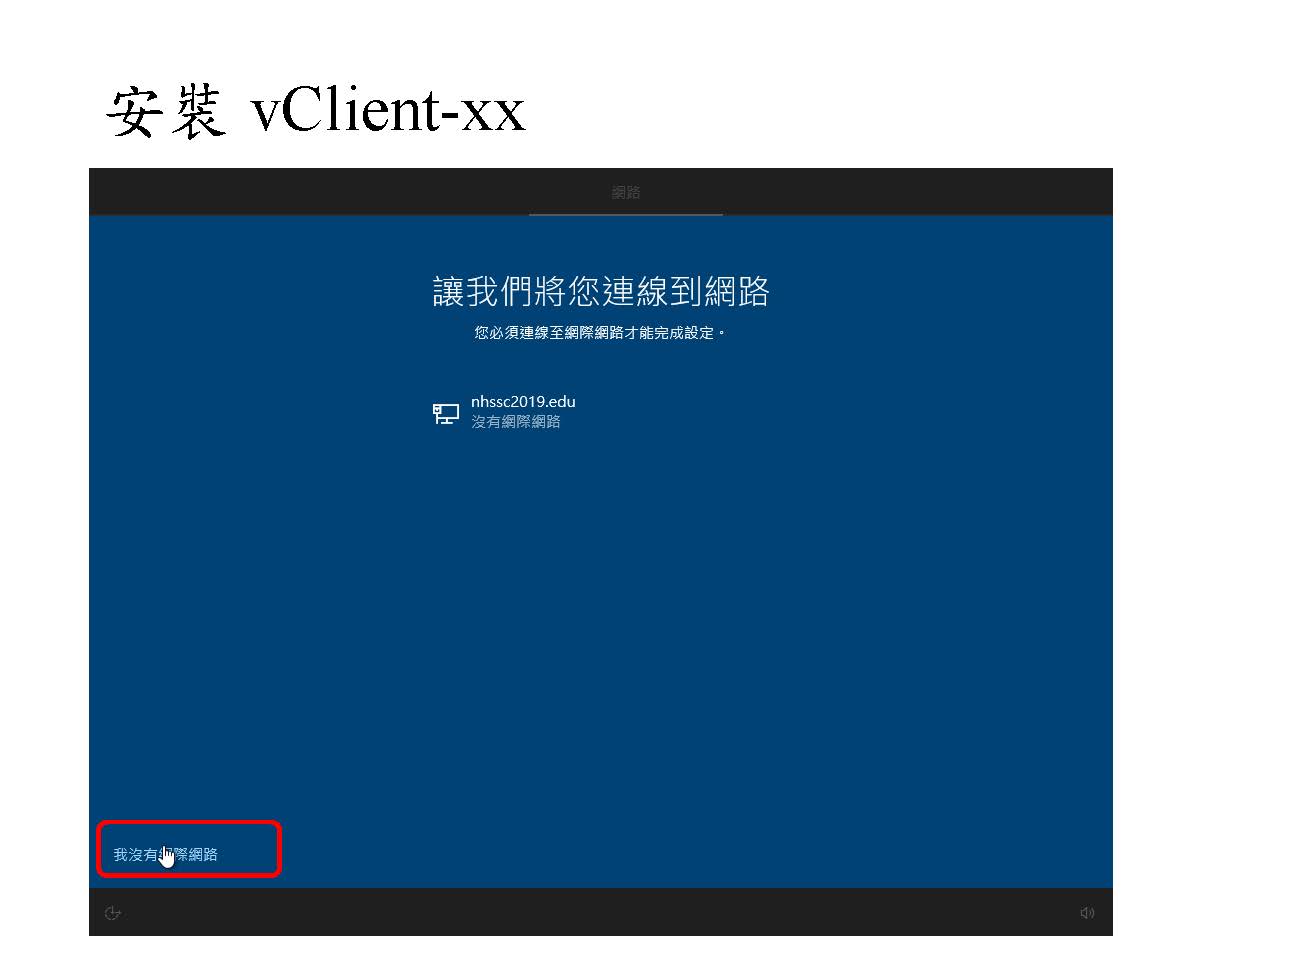 安裝 vClient-xx
網路
讓我們將您連線到網路
您必須連線至網際網路才能完成設定。
nhssc2019.edu
沒有網際網路
我沒有網際網路